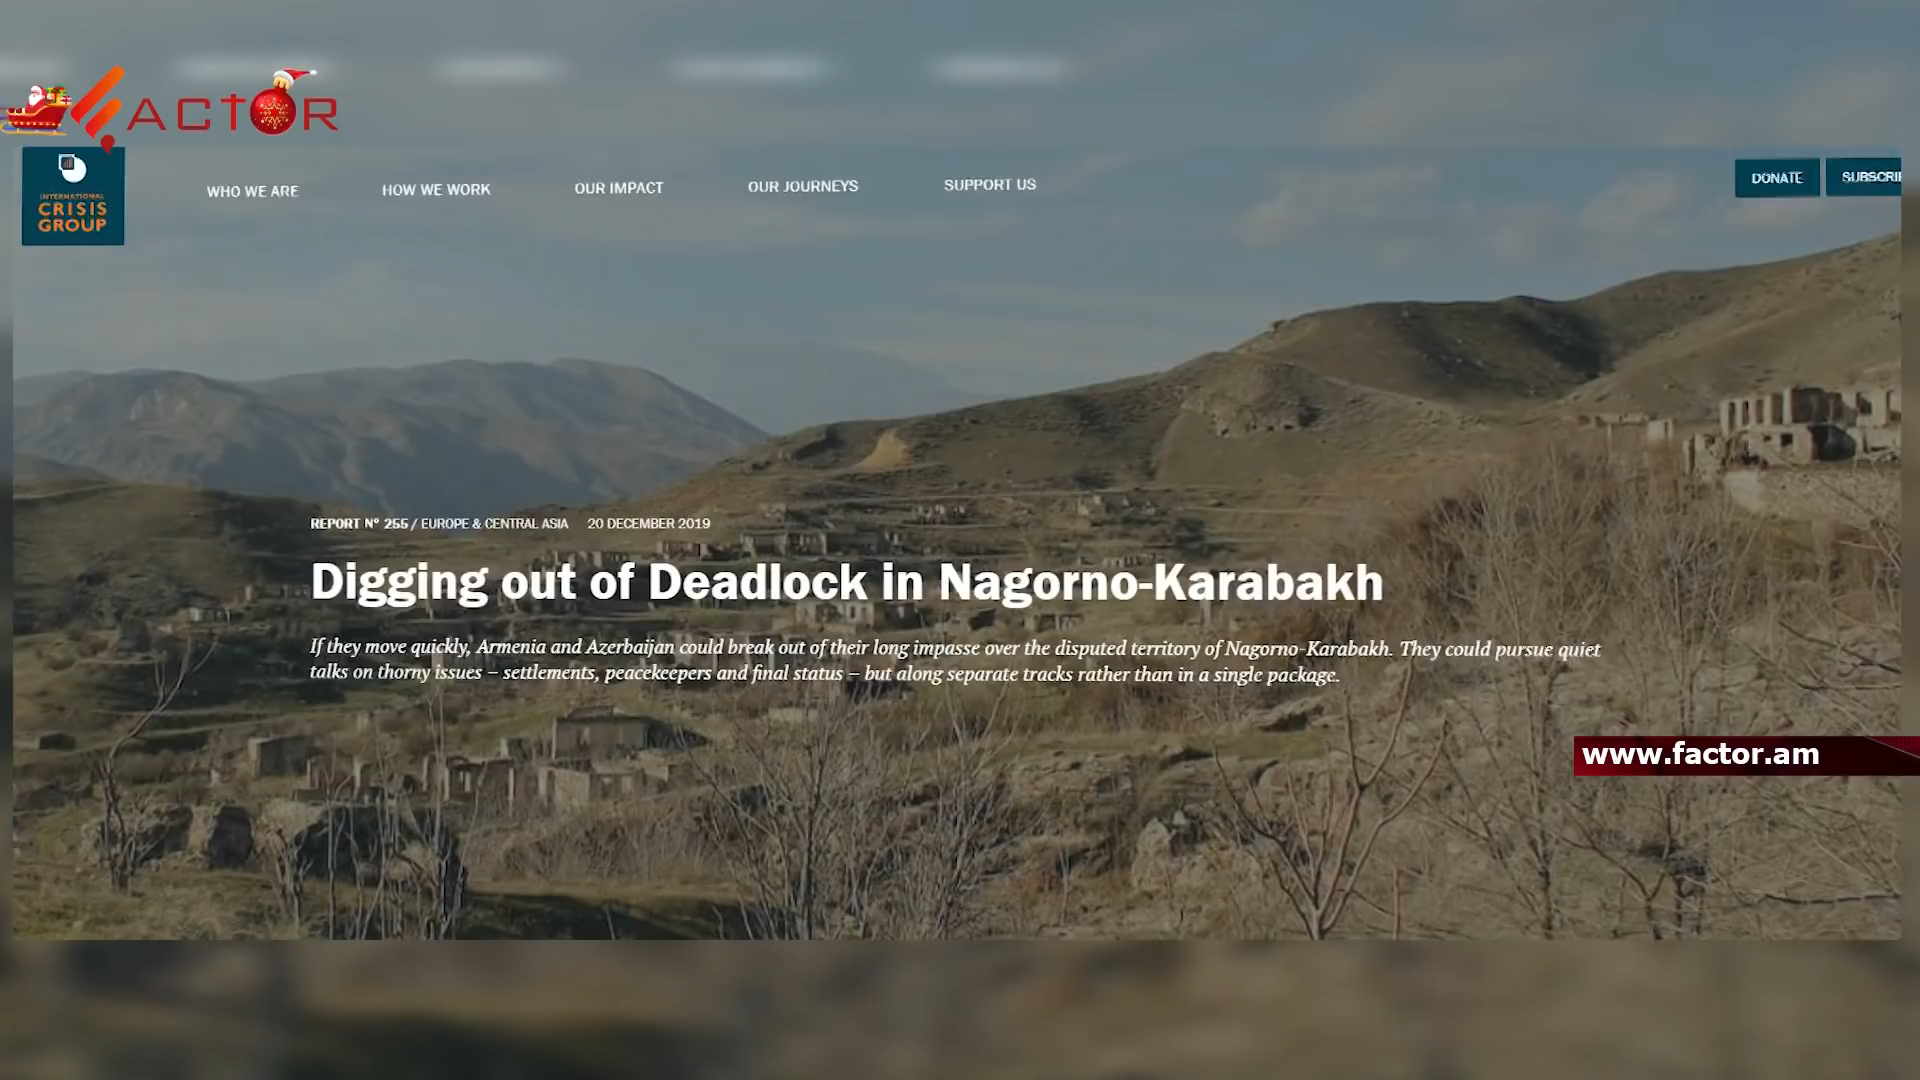 FACTOR
INTERNATIONAL
CRISIS
GROUP
WHO WE ARE
HOW WE WORK
OUR IMPACT
OUR JOURNEYS
SUPPORT US
DONATE
REPORT Nº 255 / EUROPE & CENTRAL ASIA 20 DECEMBER 2019
Digging out of Deadlock in Nagorno-Karabakh
If they move quickly, Armenia and Azerbaijan could break out of their long impasse over the disputed territory of Nagorno-Karabakh. They could pursue quiet
talks on thorny issues – settlements, peacekeepers and final status – but along separate tracks rather than in a single package.
www.factor.am